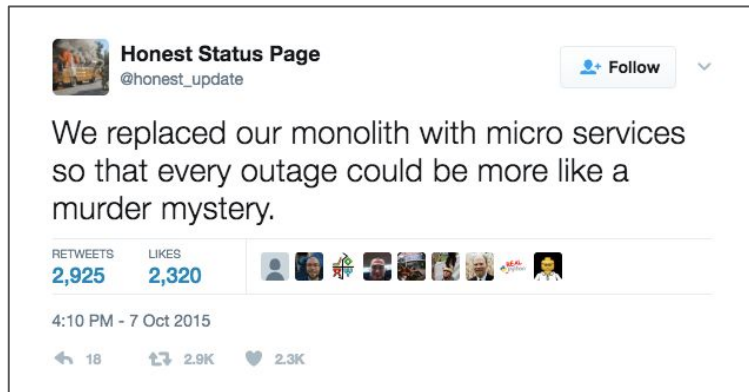 Honest Status Page
@honest_update
Follow
We replaced our monolith with micro services
so that every outage could be more like a
murder mystery.
RETWEETS LIKES
2,925 2,320
4:10 PM - 7 Oct 2015
18 2.9K 2.3K